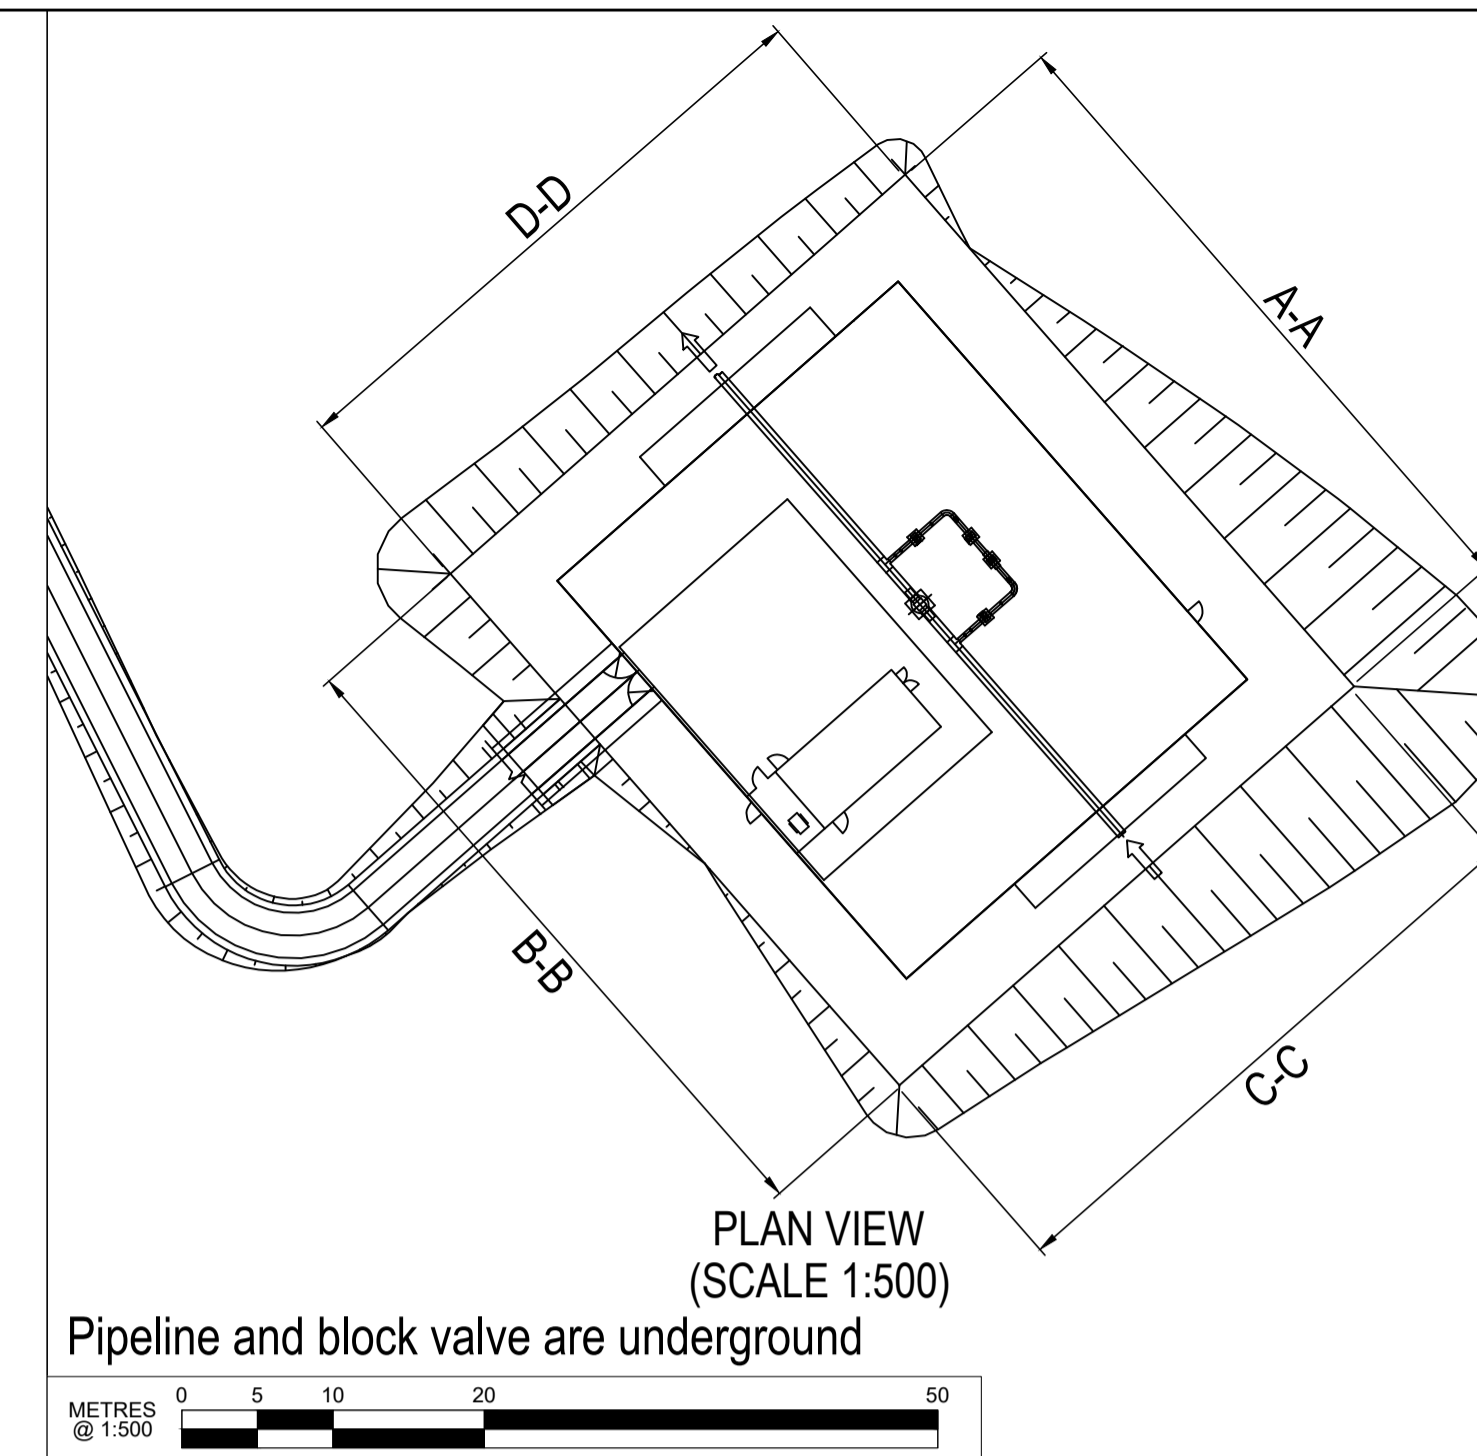 D-D
A-A
B-B
C-C
PLAN VIEW
(SCALE 1:500)
Pipeline and block valve are underground
METRES
@ 1:500
0 5 10 20 50